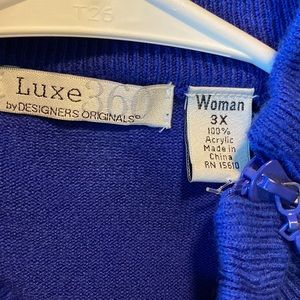 T26
Luxe 360°
by DESIGNERS ORIGINALS®
Woman
3X
100%
Acrylic
Made in
China
RN 15610